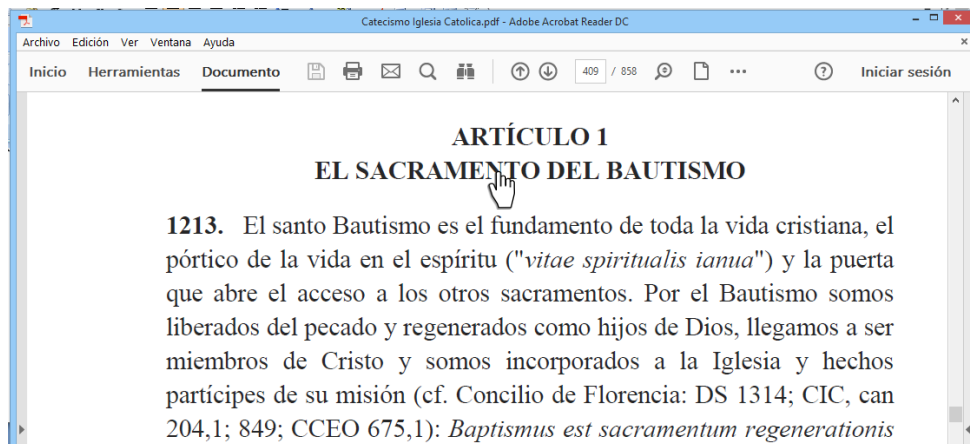 Catecismo Iglesia Catolica.pdf - Adobe Acrobat Reader DC
Archivo Edición Ver Ventana Ayuda
Inicio Herramientas Documento 409 / 858 Iniciar sesión
ARTÍCULO 1
EL SACRAMENTO DEL BAUTISMO
1213. El santo Bautismo es el fundamento de toda la vida cristiana, el
pórtico de la vida en el espíritu ("vitae spiritualis ianua") y la puerta
que abre el acceso a los otros sacramentos. Por el Bautismo somos
liberados del pecado y regenerados como hijos de Dios, llegamos a ser
miembros de Cristo y somos incorporados a la Iglesia y hechos
partícipes de su misión (cf. Concilio de Florencia: DS 1314; CIC, can
204,1; 849; CCEO 675,1): Baptismus est sacramentum regenerationis